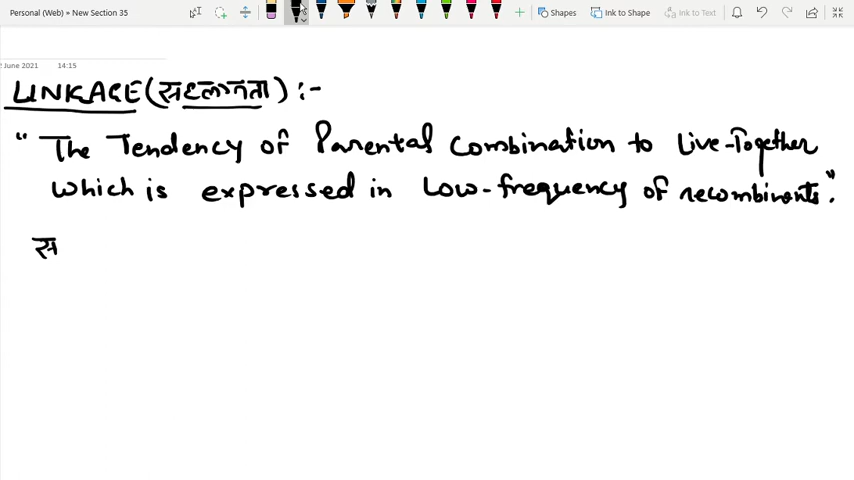 Personal (Web) » New Section 35
Shapes
Ink to Shape
Ink to Text
June 2021 14:15
LINKAGE (सहलग्नता) :-
" The Tendency of Parental Combination to Live-Together
which is expressed in Low-frequency of recombinants".
स